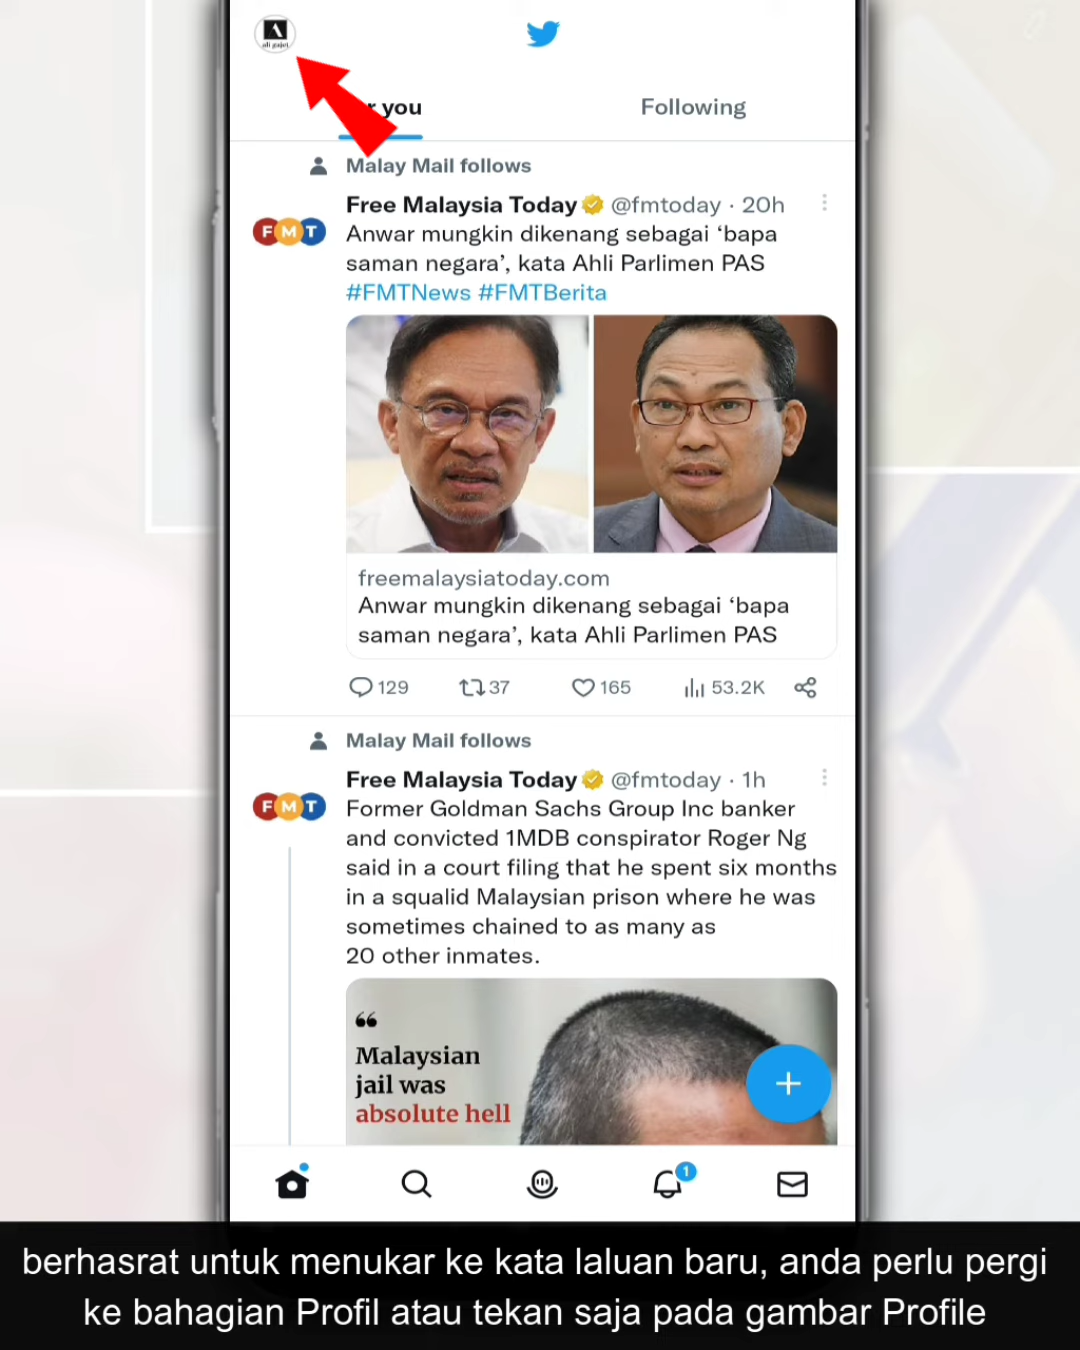 A
ali gajet
r you
Following
Malay Mail follows
Free Malaysia Today @fmtoday · 20h
FMT
Anwar mungkin dikenang sebagai ‘bapa
saman negara’, kata Ahli Parlimen PAS
#FMTNews #FMTBerita
freemalaysiatoday.com
Anwar mungkin dikenang sebagai ‘bapa
saman negara’, kata Ahli Parlimen PAS
129 37 165 53.2K
Malay Mail follows
Free Malaysia Today @fmtoday · 1h
FMT
Former Goldman Sachs Group Inc banker
and convicted 1MDB conspirator Roger Ng
said in a court filing that he spent six months
in a squalid Malaysian prison where he was
sometimes chained to as many as
20 other inmates.
“
Malaysian
jail was
absolute hell
1
berhasrat untuk menukar ke kata laluan baru, anda perlu pergi
ke bahagian Profil atau tekan saja pada gambar Profile